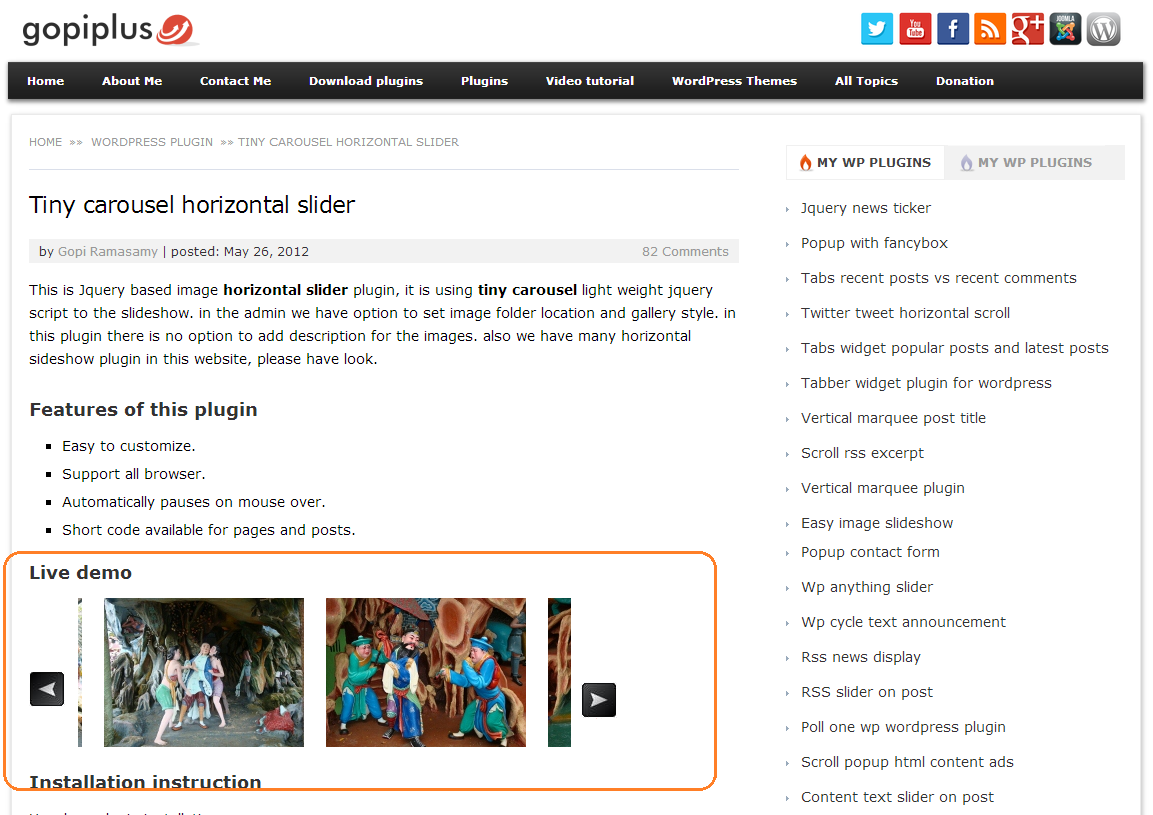 gopiplus
You
Tube
g+
JOOMLA
Home About Me Contact Me Download plugins Plugins Video tutorial WordPress Themes All Topics Donation
HOME »» WORDPRESS PLUGIN »» TINY CAROUSEL HORIZONTAL SLIDER
Tiny carousel horizontal slider
by Gopi Ramasamy | posted: May 26, 2012 82 Comments
This is Jquery based image horizontal slider plugin, it is using tiny carousel light weight jquery
script to the slideshow. in the admin we have option to set image folder location and gallery style. in
this plugin there is no option to add description for the images. also we have many horizontal
sideshow plugin in this website, please have look.
Features of this plugin
Easy to customize.
Support all browser.
Automatically pauses on mouse over.
Short code available for pages and posts.
Live demo
Installation instruction
MY WP PLUGINS MY WP PLUGINS
Jquery news ticker
Popup with fancybox
Tabs recent posts vs recent comments
Twitter tweet horizontal scroll
Tabs widget popular posts and latest posts
Tabber widget plugin for wordpress
Vertical marquee post title
Scroll rss excerpt
Vertical marquee plugin
Easy image slideshow
Popup contact form
Wp anything slider
Wp cycle text announcement
Rss news display
RSS slider on post
Poll one wp wordpress plugin
Scroll popup html content ads
Content text slider on post